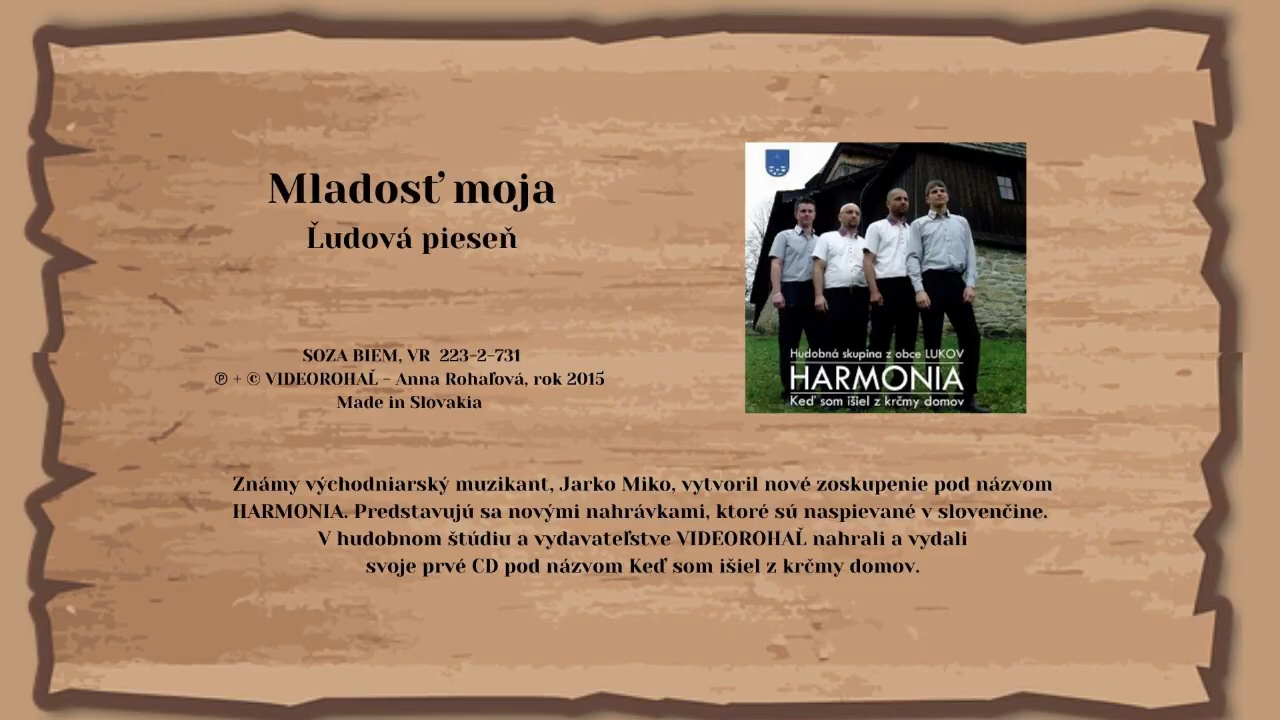 Mladosť moja
Ľudová pieseň
SOZA BIEM, VR 223-2-731
℗ + © VIDEOROHAĽ - Anna Rohaľová, rok 2015
Made in Slovakia
Hudobná skupina z obce LUKOV
HARMONIA
Keď som išiel z krčmy domov
Známy východniarský muzikant, Jarko Miko, vytvoril nové zoskupenie pod názvom
HARMONIA. Predstavujú sa novými nahrávkami, ktoré sú naspievané v slovenčine.
V hudobnom štúdiu a vydavateľstve VIDEOROHAĽ nahrali a vydali
svoje prvé CD pod názvom Keď som išiel z krčmy domov.